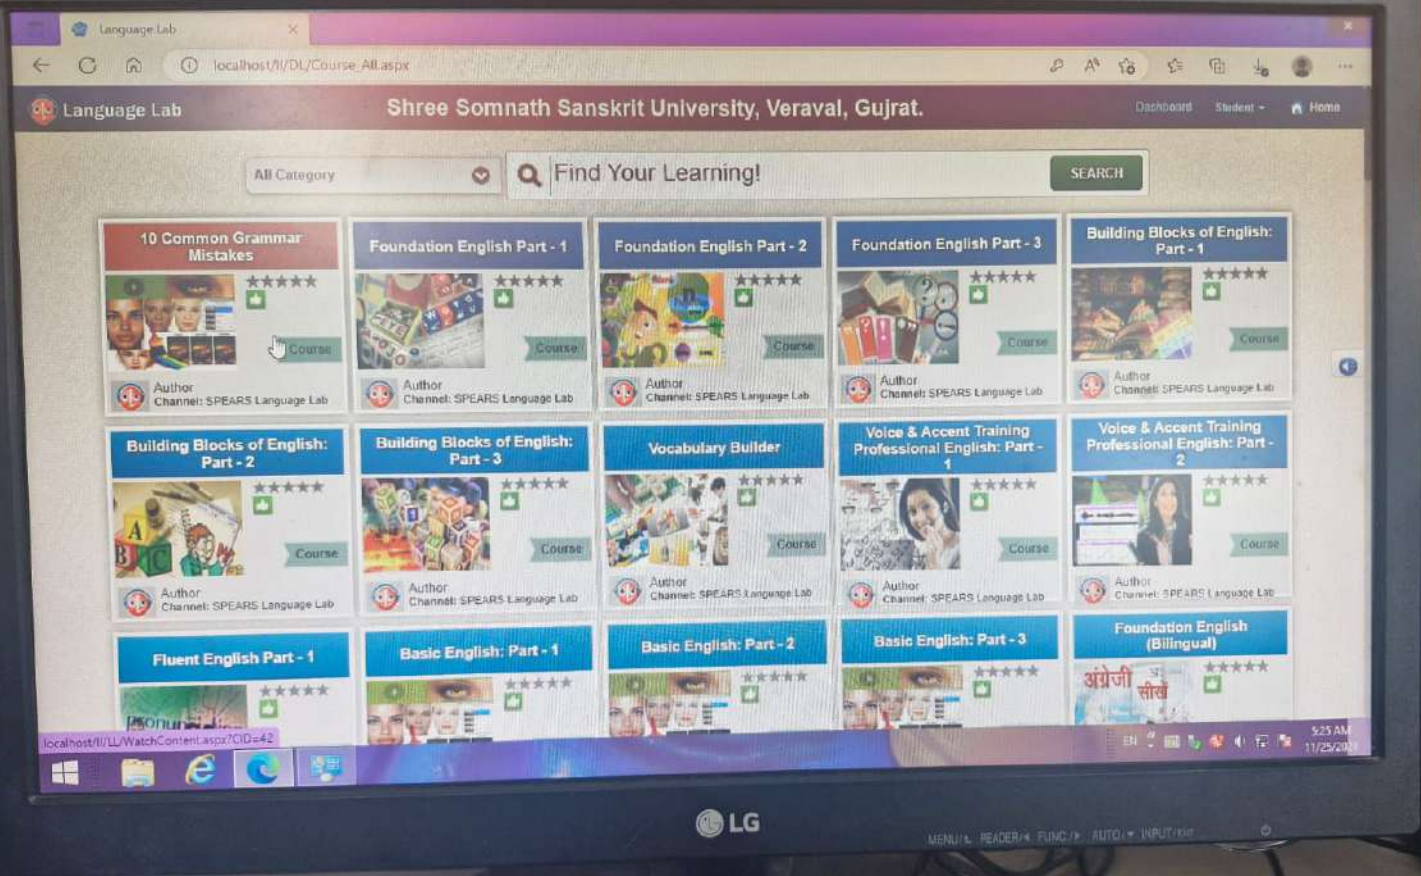 Language Lab
localhost/II/DL/Course_All.aspx
Language Lab
Shree Somnath Sanskrit University, Veraval, Gujrat.
Dashboard Student Home
All Category
Find Your Learning!
SEARCH
10 Common Grammar
Mistakes
Course
Author
Channel: SPEARS Language Lab
Foundation English Part - 1
Course
Author
Channel: SPEARS Language Lab
Foundation English Part - 2
Course
Author
Channel: SPEARS Language Lab
Foundation English Part - 3
Course
Author
Channel: SPEARS Language Lab
Building Blocks of English:
Part - 1
Course
Author
Channel: SPEARS Language Lab
Building Blocks of English:
Part - 2
A
B C
Course
Author
Channel: SPEARS Language Lab
Building Blocks of English:
Part - 3
Course
Author
Channel: SPEARS Language Lab
Vocabulary Builder
Course
Author
Channel: SPEARS Language Lab
Voice & Accent Training
Professional English: Part -
1
Course
Author
Channel: SPEARS Language Lab
Voice & Accent Training
Professional English: Part -
2
Course
Author
Channel: SPEARS Language Lab
Fluent English Part - 1
Basic English: Part - 1
Basic English: Part - 2
Basic English: Part - 3
Foundation English
(Bilingual)
अंग्रेजी
सीखें
localhost/II/LL/WatchContent.aspx?CID=42
EN
5:25 AM
LG
MENU READER FUNC. AUTO INPUT